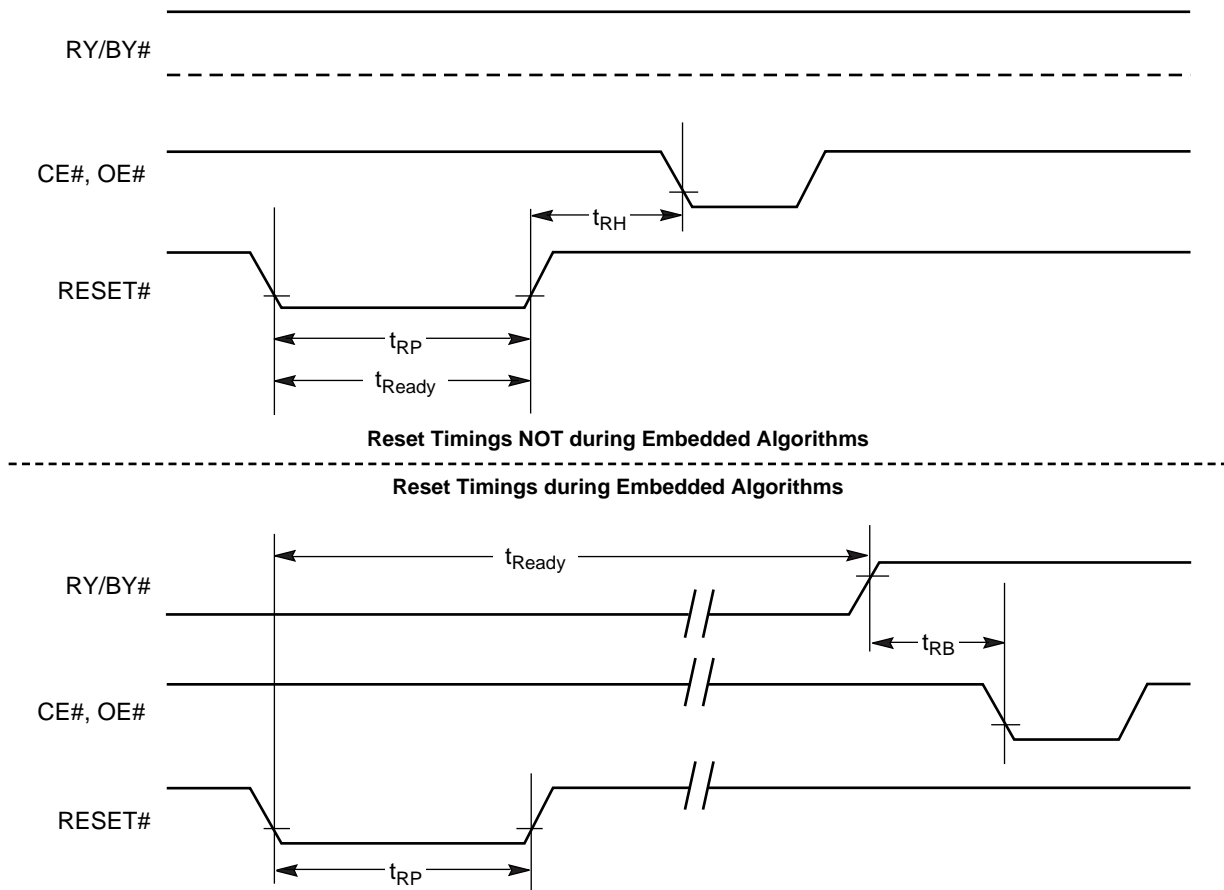 RY/BY#
CE#, OE#
tRH
RESET#
tRP
tReady
Reset Timings NOT during Embedded Algorithms
Reset Timings during Embedded Algorithms
tReady
RY/BY#
tRB
CE#, OE#
RESET#
tRP